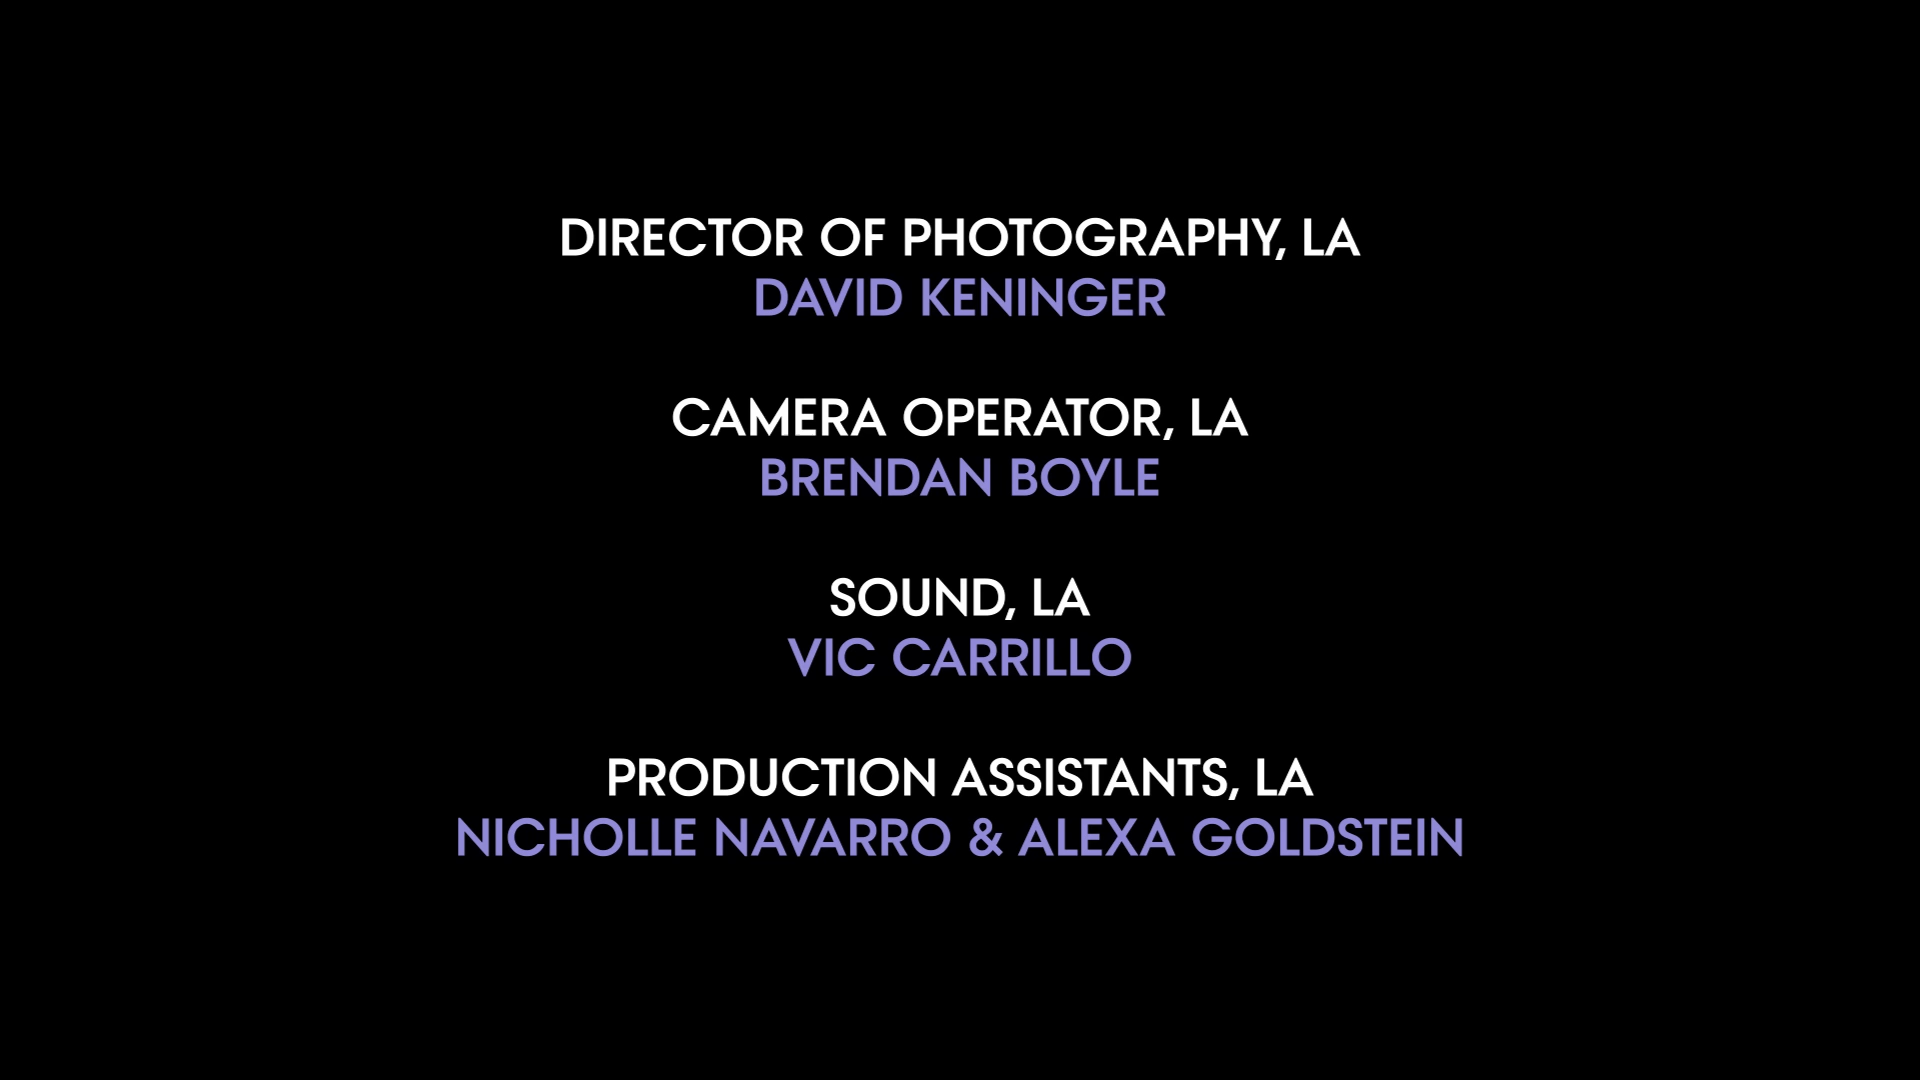 DIRECTOR OF PHOTOGRAPHY, LA
DAVID KENINGER
CAMERA OPERATOR, LA
BRENDAN BOYLE
SOUND, LA
VIC CARRILLO
PRODUCTION ASSISTANTS, LA
NICHOLLE NAVARRO & ALEXA GOLDSTEIN